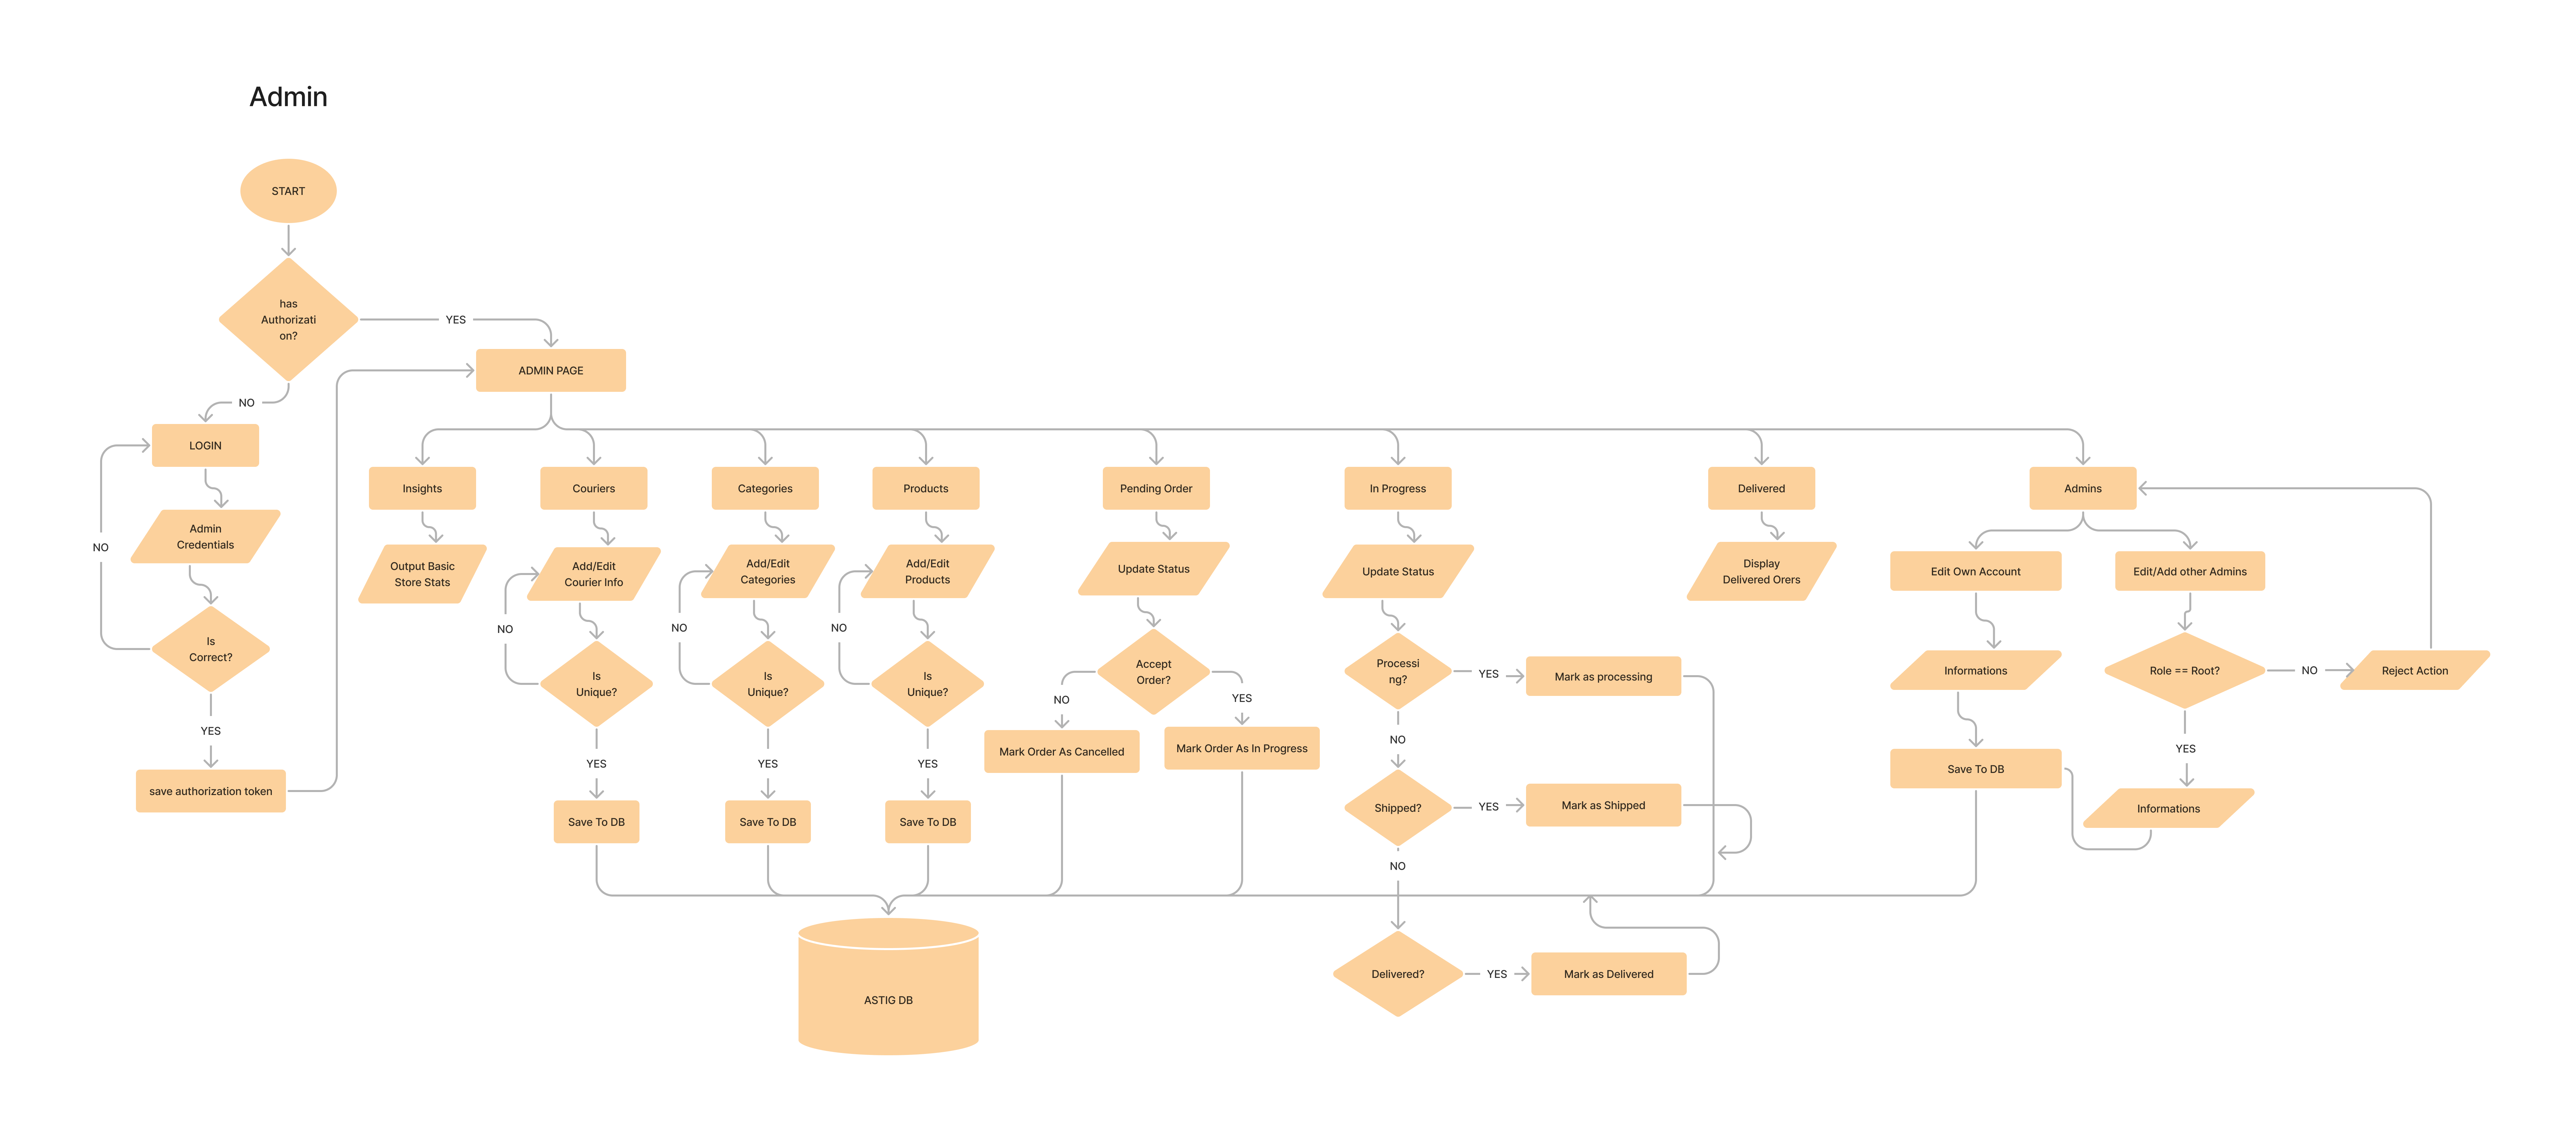 Admin
START
has
Authorizati
on?
YES
ADMIN PAGE
NO
LOGIN
Admin
Credentials
NO
Is
Correct?
YES
save authorization token
Insights
Output Basic
Store Stats
Couriers
Add/Edit
Courier Info
NO
Is
Unique?
YES
Save To DB
Categories
Add/Edit
Categories
NO
Is
Unique?
YES
Save To DB
Products
Add/Edit
Products
NO
Is
Unique?
YES
Save To DB
Pending Order
Update Status
Accept
Order?
NO
YES
Mark Order As Cancelled
Mark Order As In Progress
In Progress
Update Status
Processi
ng?
YES
Mark as processing
NO
Shipped?
YES
Mark as Shipped
NO
Delivered?
YES
Mark as Delivered
Delivered
Display
Delivered Orers
Admins
Edit Own Account
Edit/Add other Admins
Informations
Role == Root?
NO
Reject Action
YES
Save To DB
Informations
ASTIG DB